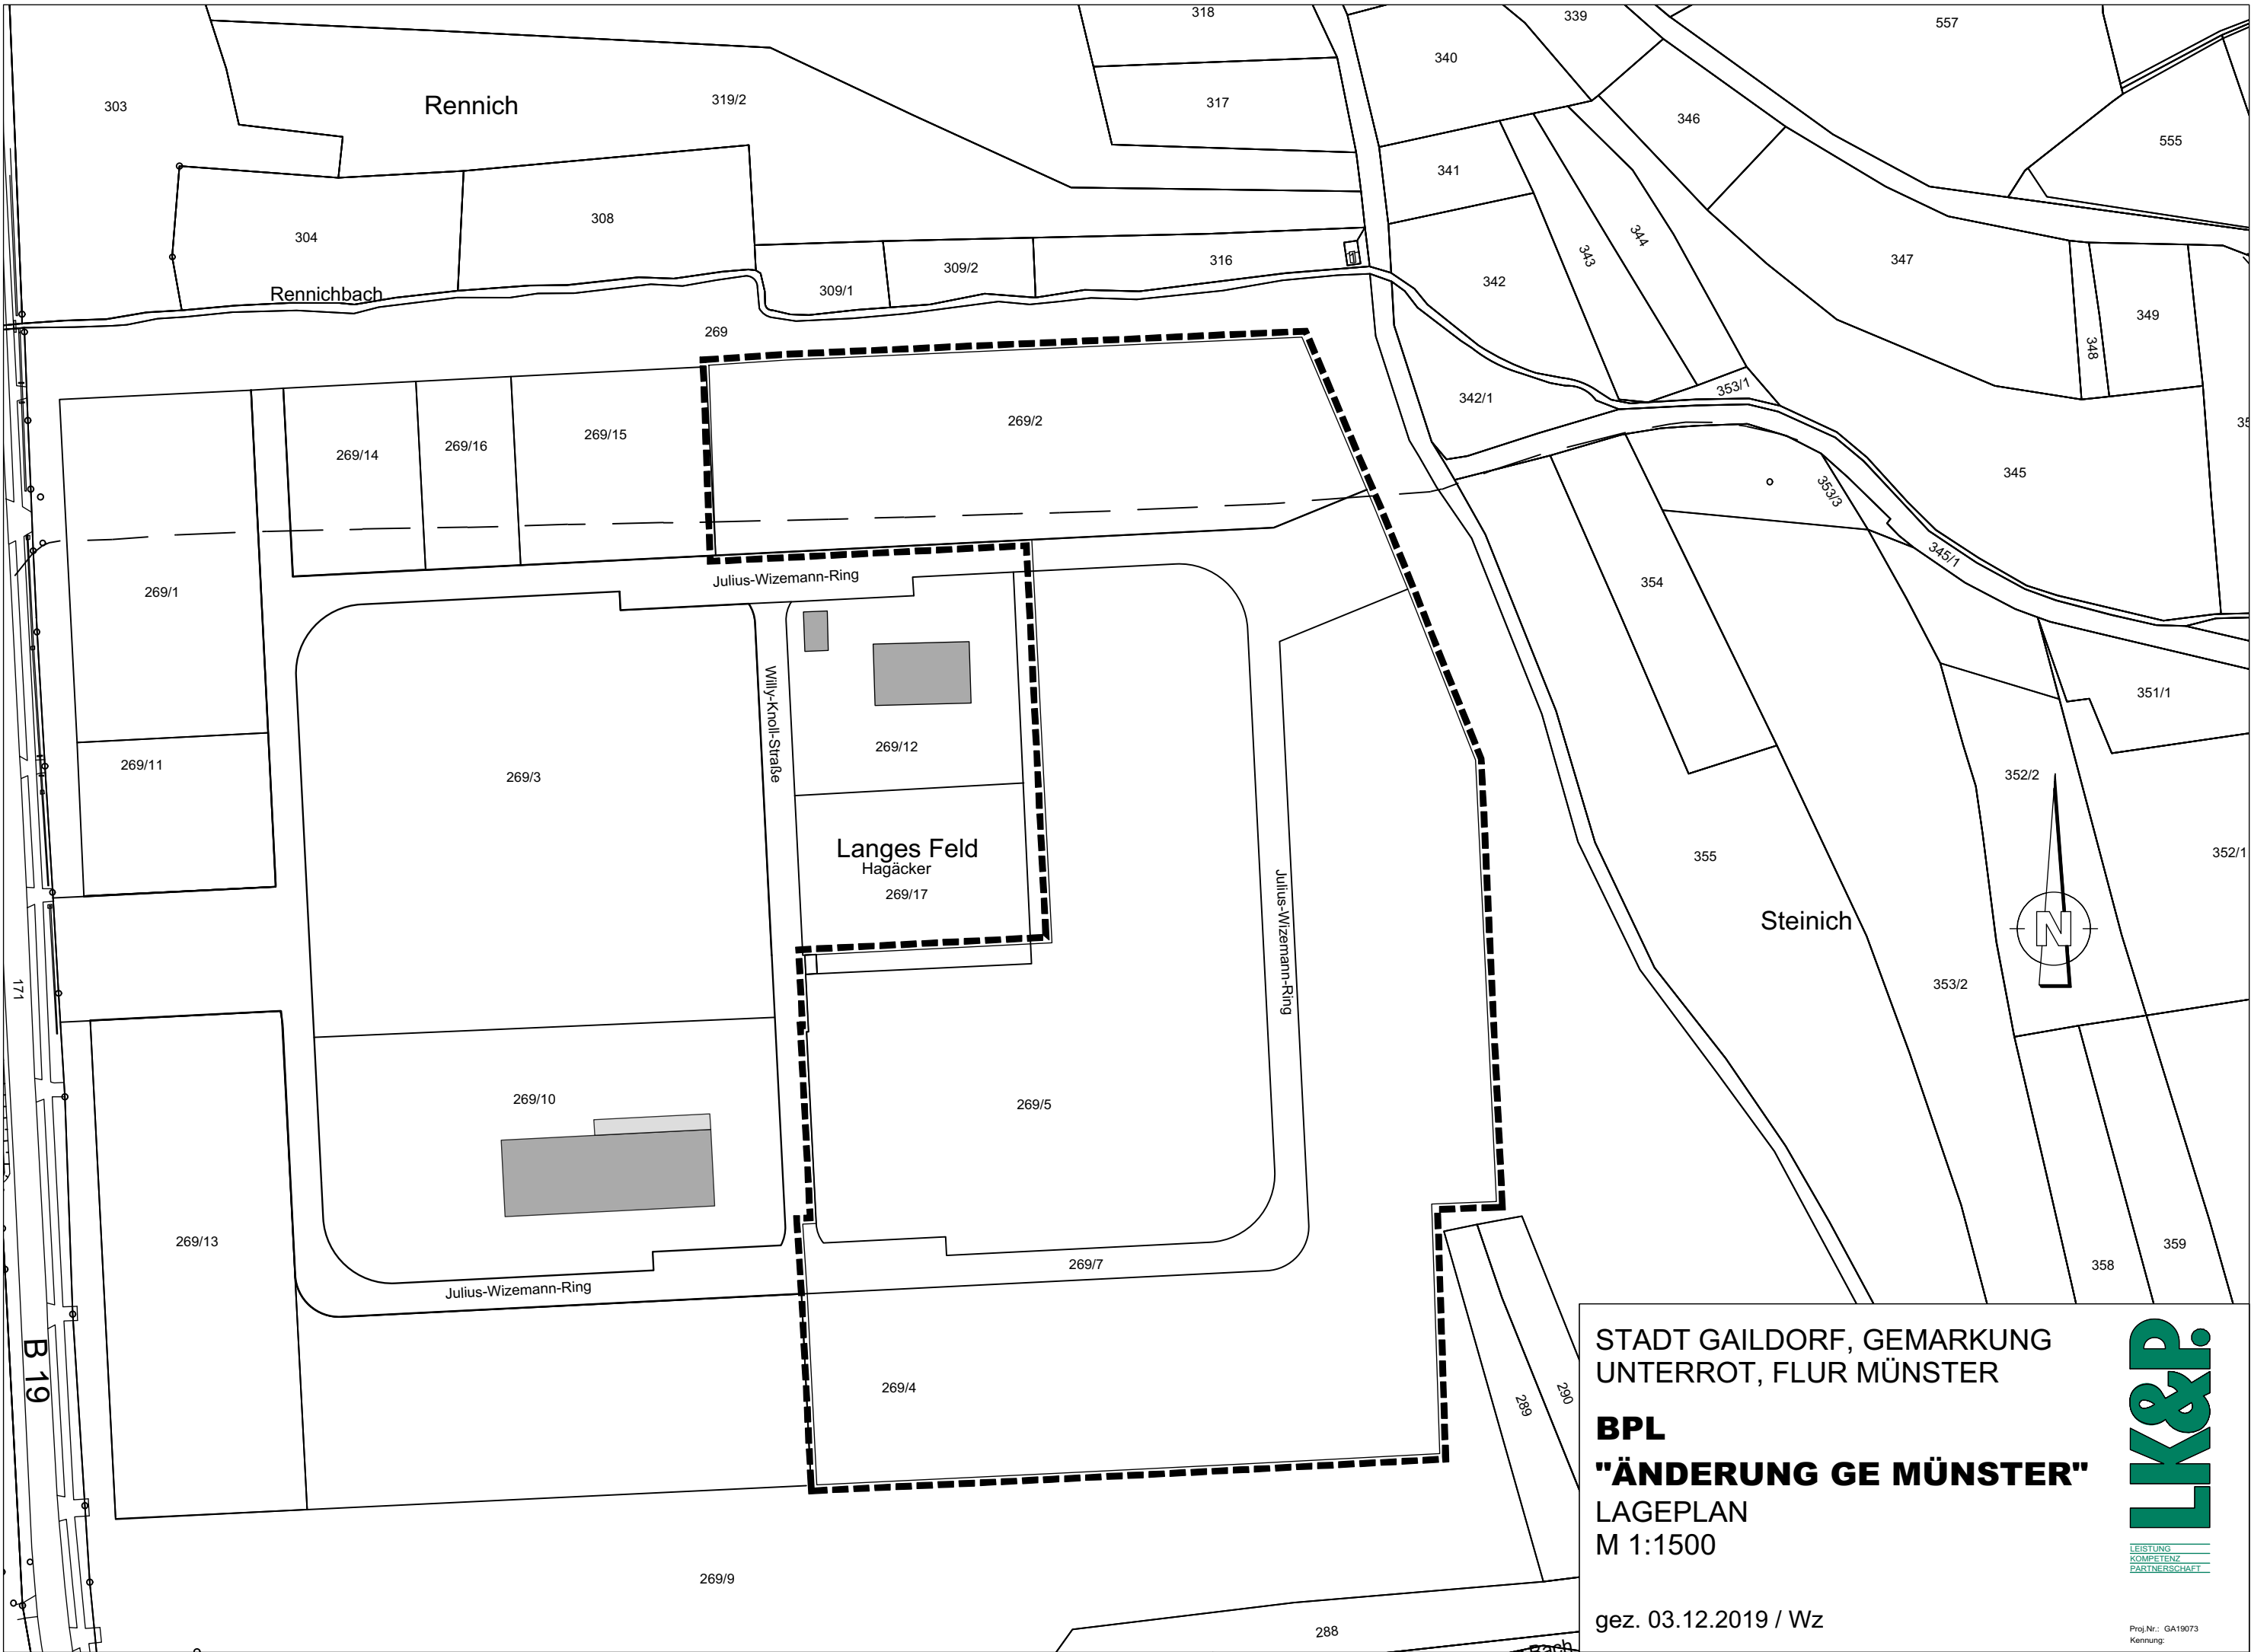 318
339
557
340
303
Rennich
319/2
317
346
555
341
308
304
344
343
347
309/2
316
342
309/1
Rennichbach
349
269
348
353/1
342/1
269/2
269/15
269/16
269/14
345
353/3
345/1
354
Julius-Wizemann-Ring
269/1
Willy-Knoll-Straße
351/1
269/12
269/11
269/3
352/2
Langes Feld
Hagäcker
269/17
355
352/1
Julius-Wizemann-Ring
Steinich
N
171
353/2
269/10
269/5
269/13
359
358
269/7
Julius-Wizemann-Ring
B 19
269/4
289
290
269/9
288
Bach
STADT GAILDORF, GEMARKUNG
UNTERROT, FLUR MÜNSTER
BPL
"ÄNDERUNG GE MÜNSTER"
LAGEPLAN
M 1:1500
gez. 03.12.2019 / Wz
LK&P.
LEISTUNG
KOMPETENZ
PARTNERSCHAFT
Proj.Nr.: GA19073
Kennung: